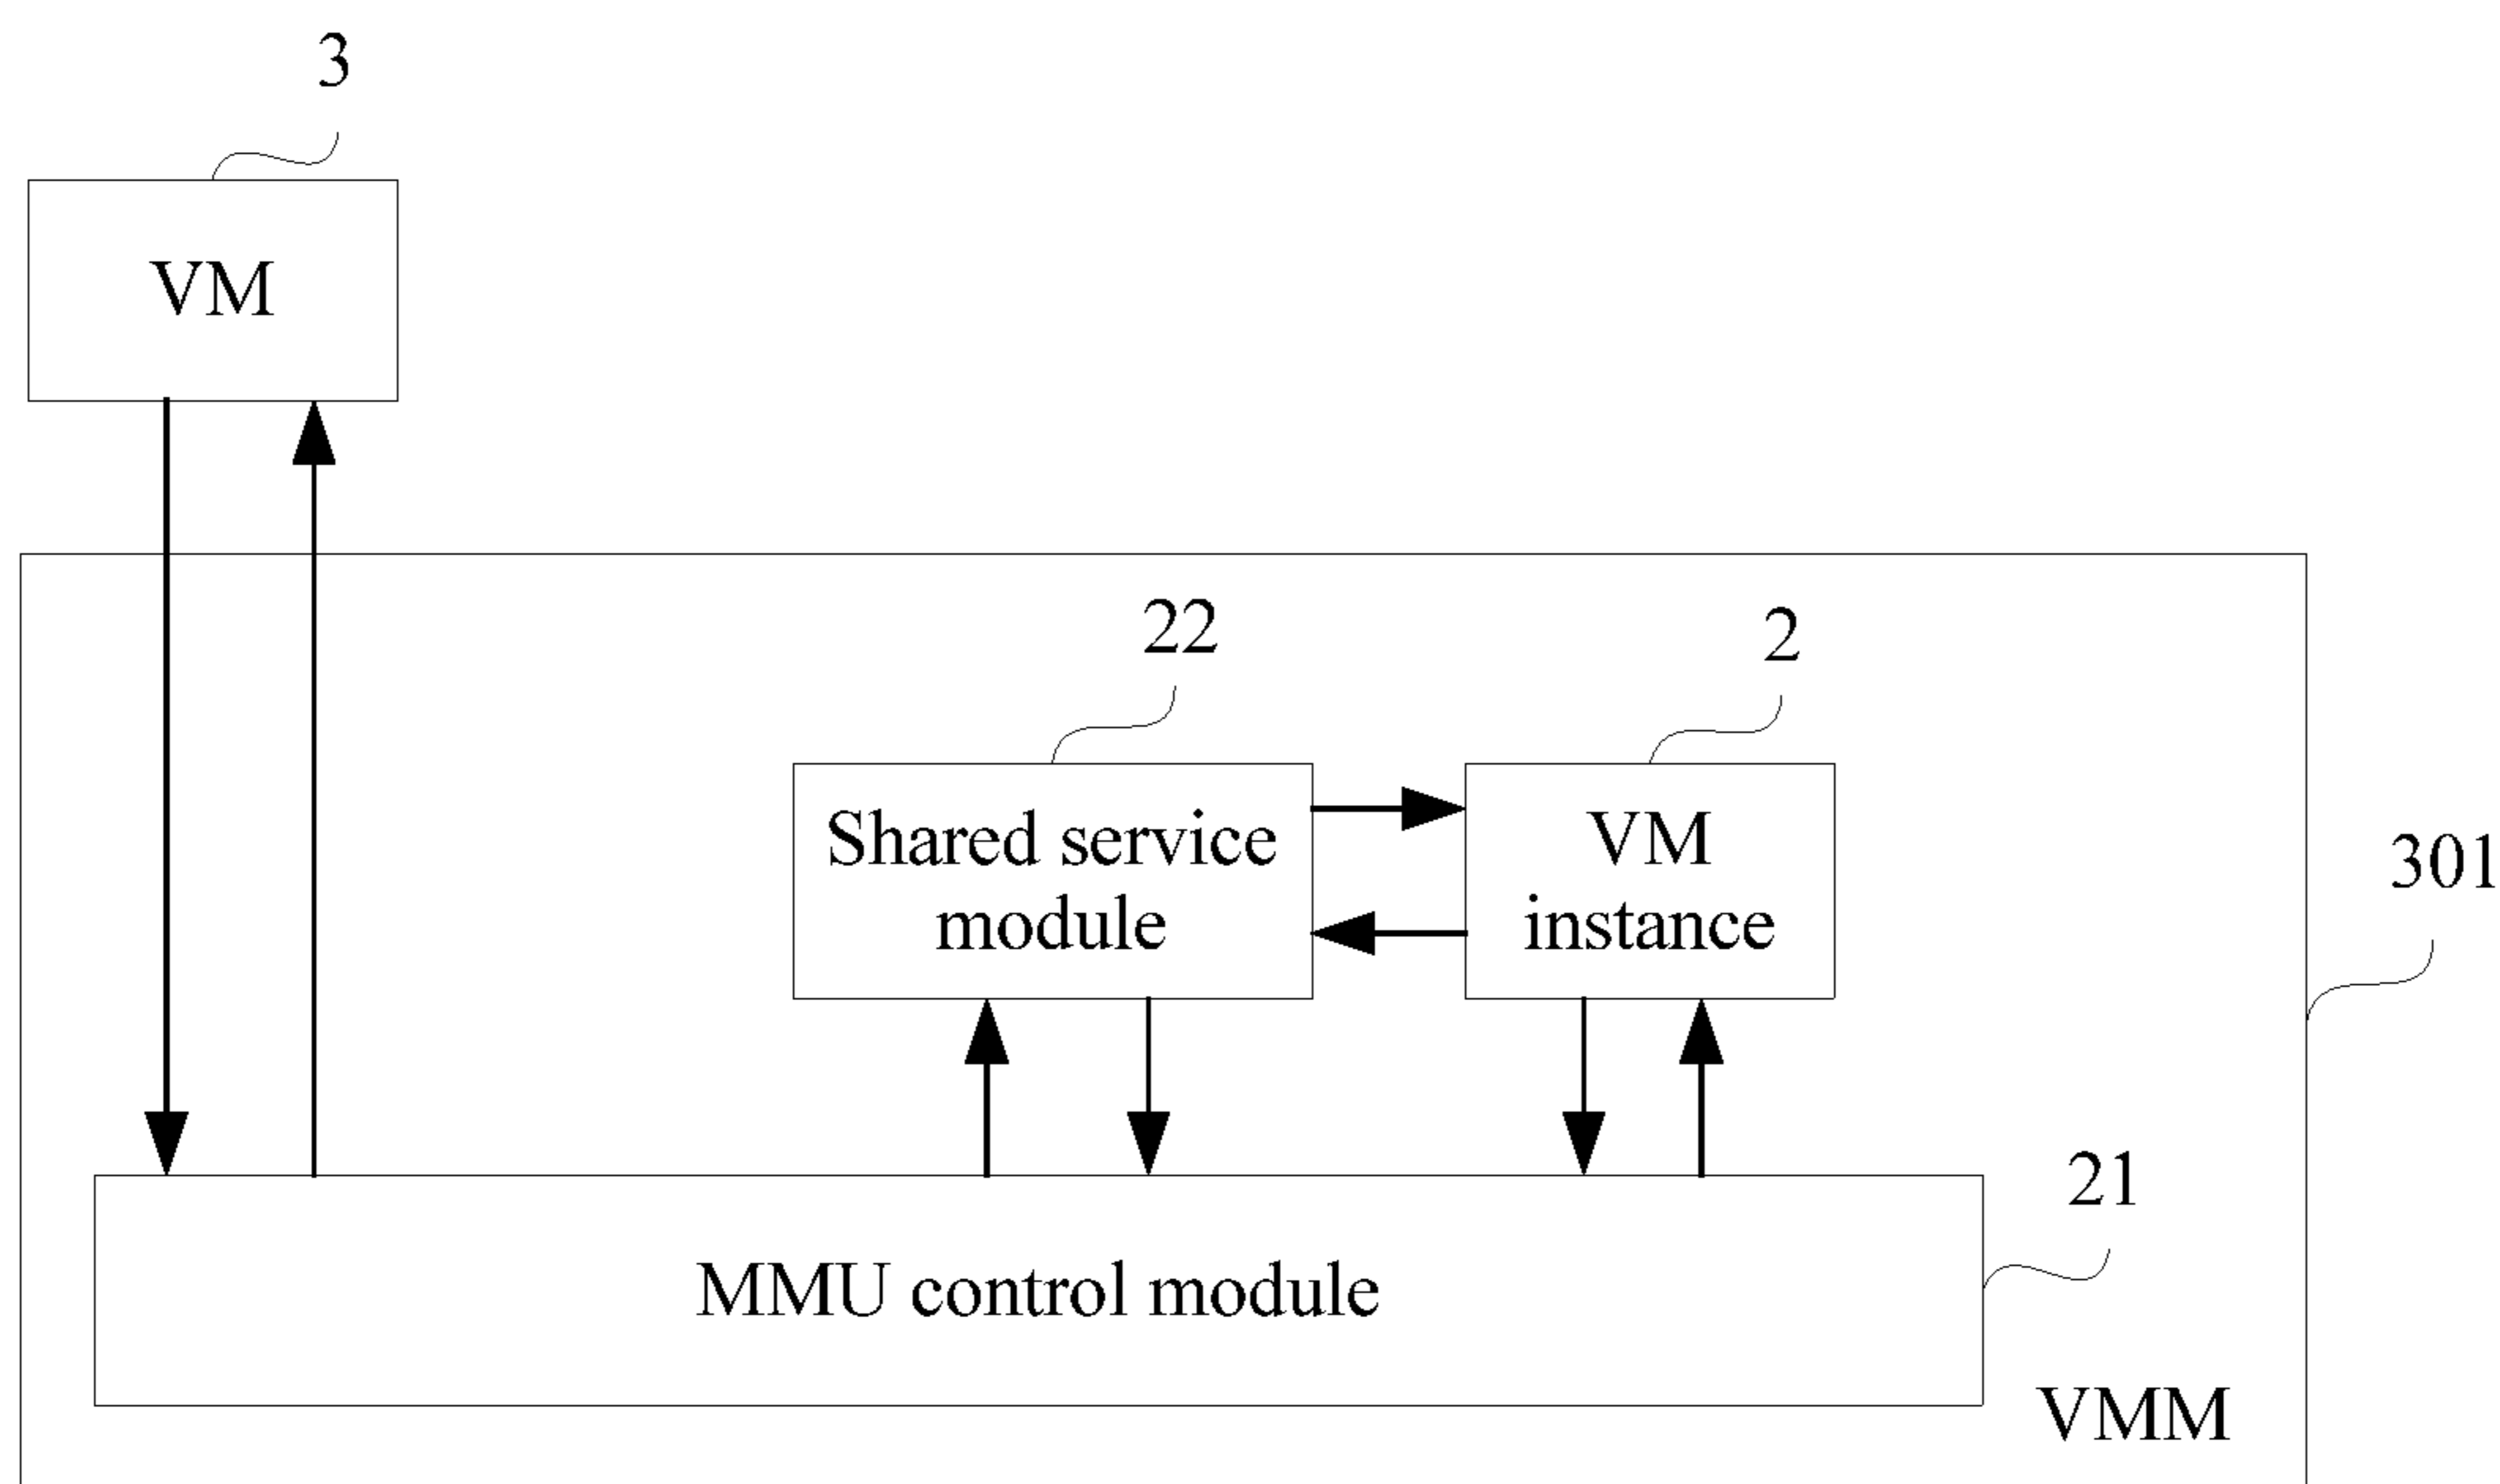 3
VM
22
2
Shared service
module
VM
instance
301
21
MMU control module
VMM